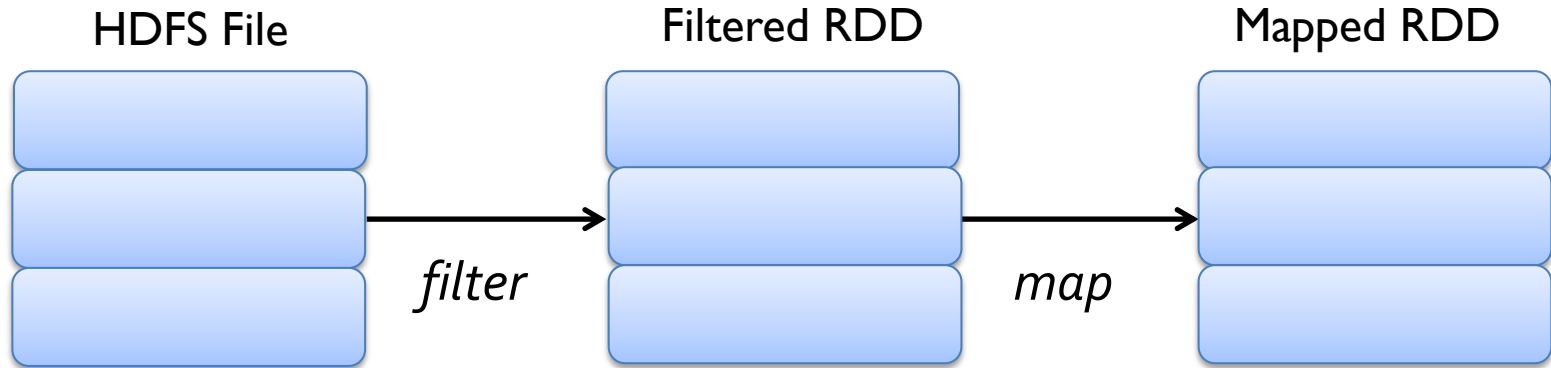 HDFS File
Filtered RDD
Mapped RDD
filter
map